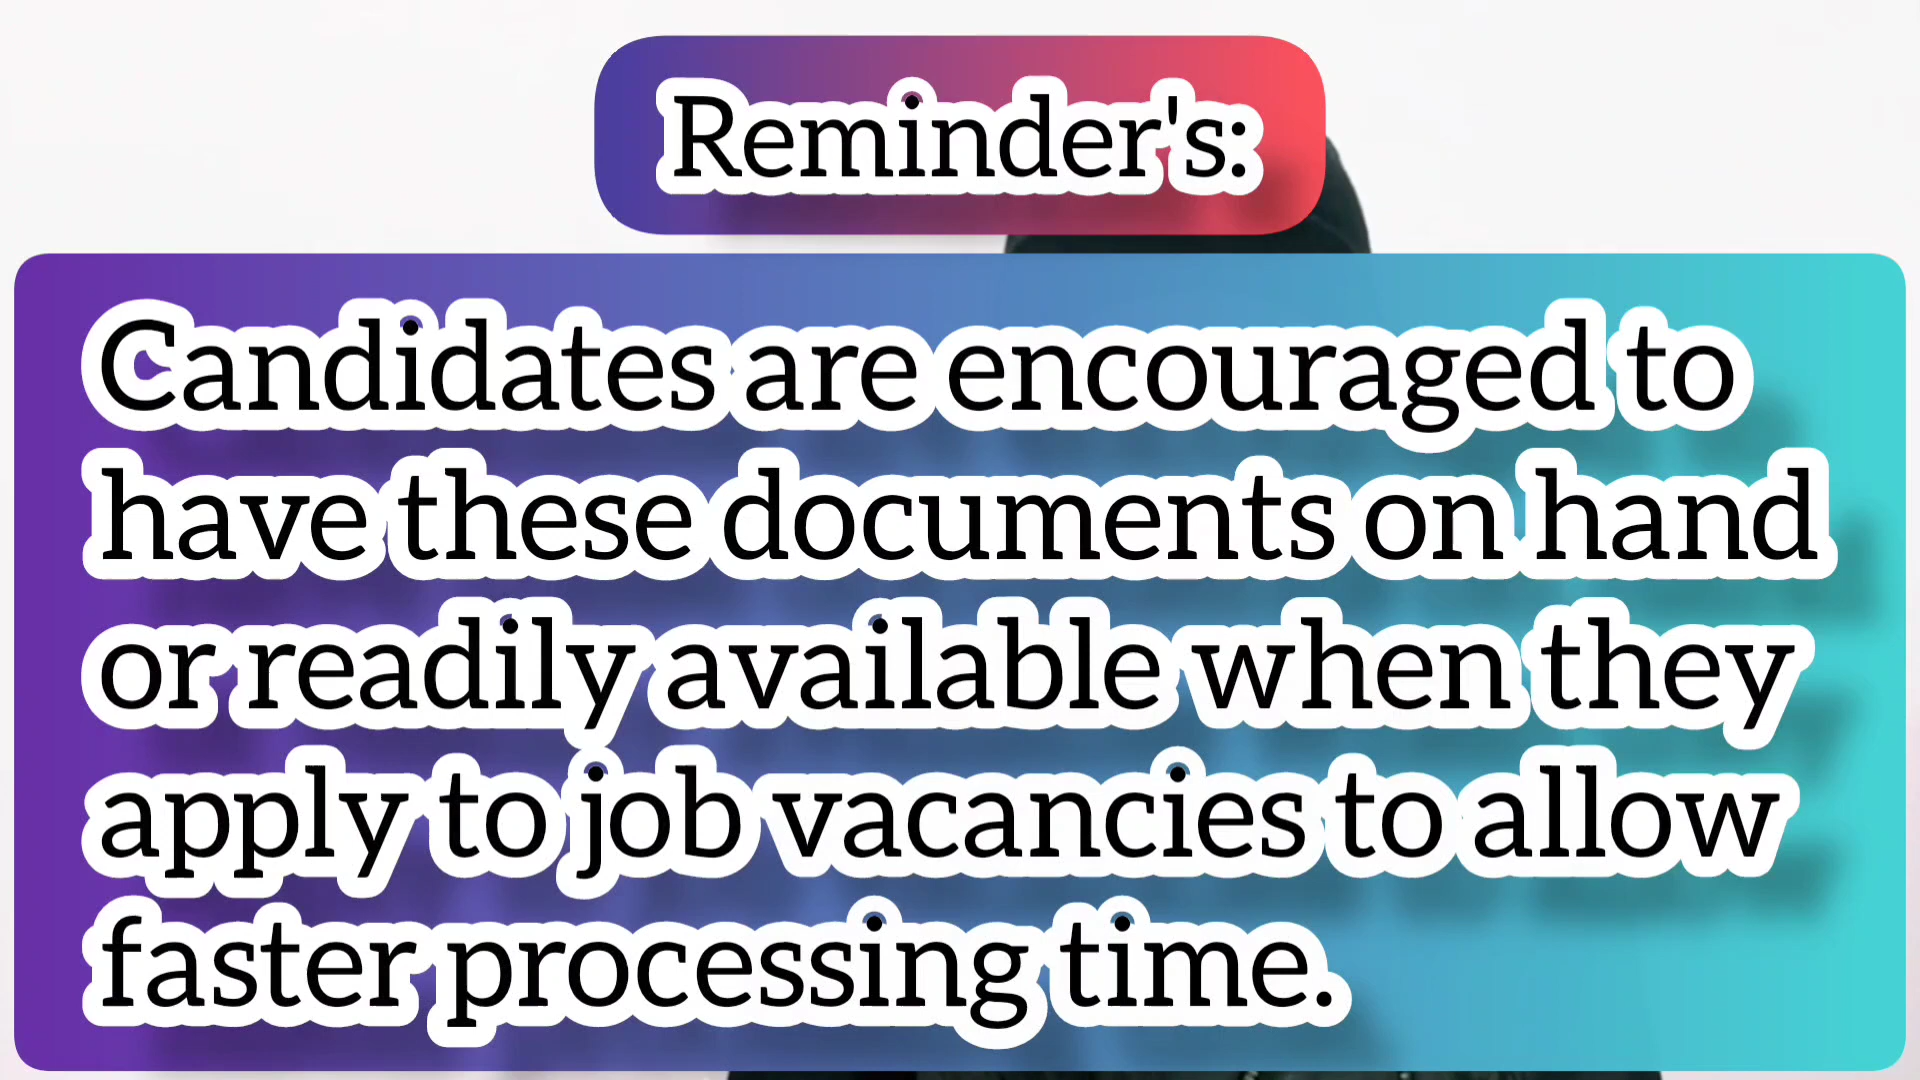 Reminder's:
Candidates are encouraged to
have these documents on hand
or readily available when they
apply to job vacancies to allow
faster processing time.